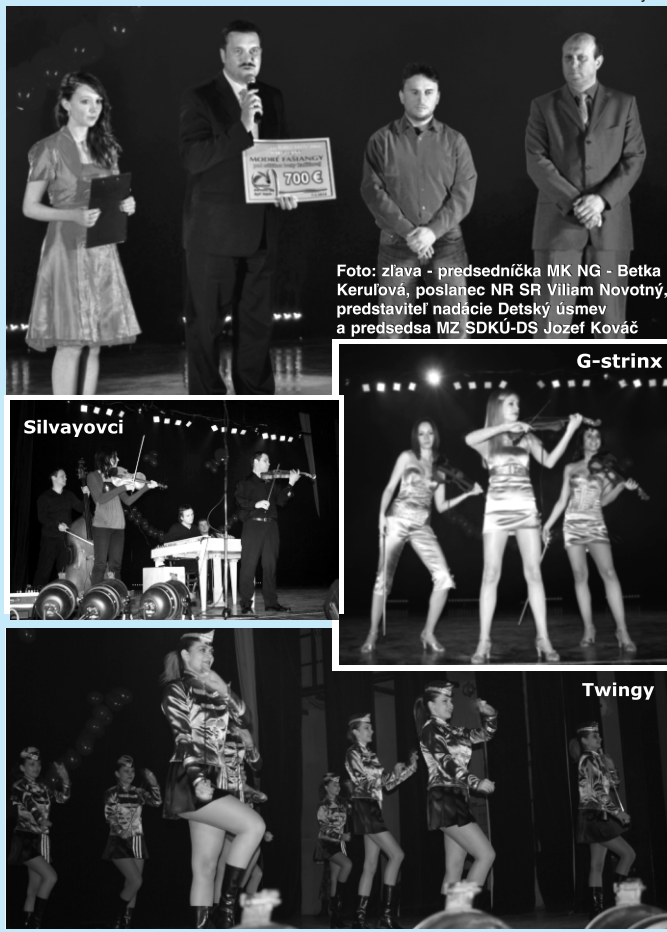 MODRÉ FAŠIANGY
700 €
Foto: zľava - predsedníčka MK NG - Betka
Keruľová, poslanec NR SR Viliam Novotný,
predstaviteľ nadácie Detský úsmev
a predsedsa MZ SDKÚ-DS Jozef Kováč
G-strinx
Silvayovci
Twingy